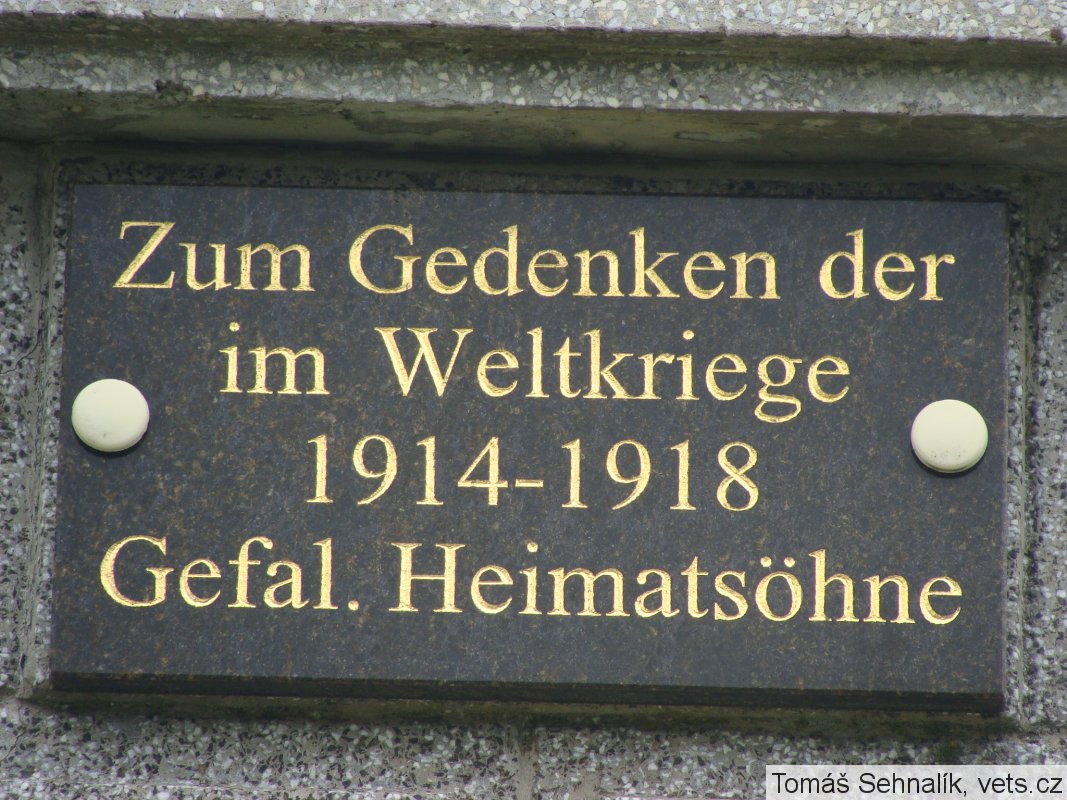 Zum Gedenken der
im Weltkriege
1914-1918
Gefal. Heimatsöhne
Tomáš Sehnalík, vets.cz